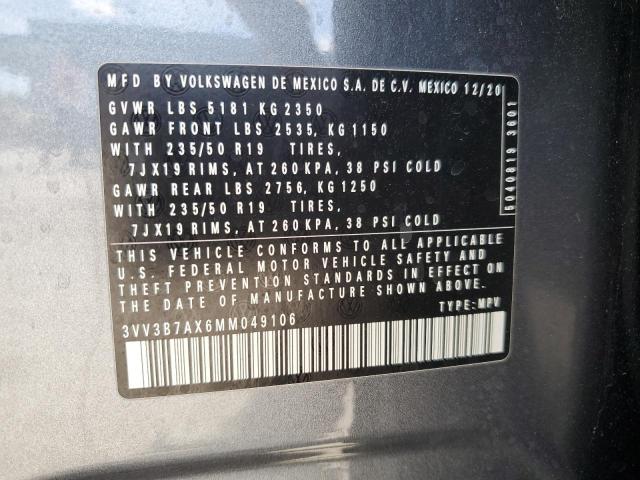 MFD BY VOLKSWAGEN DE MEXICO S.A. DE C.V. MEXICO 12/20
GVWR LBS 5181 KG 2350
GAWR FRONT LBS 2535, KG 1150
WITH 235/50 R19 TIRES,
7JX19 RIMS, AT 260 KPA, 38 PSI COLD
GAWR REAR LBS 2756, KG 1250
WITH 235/50 R19 TIRES,
7JX19 RIMS, AT 260 KPA, 38 PSI COLD
5040819 3601
THIS VEHICLE CONFORMS TO ALL APPLICABLE
U.S. FEDERAL MOTOR VEHICLE SAFETY AND
THEFT PREVENTION STANDARDS IN EFFECT ON
THE DATE OF MANUFACTURE SHOWN ABOVE.
TYPE: MPV
3VV3B7AX6MM049106